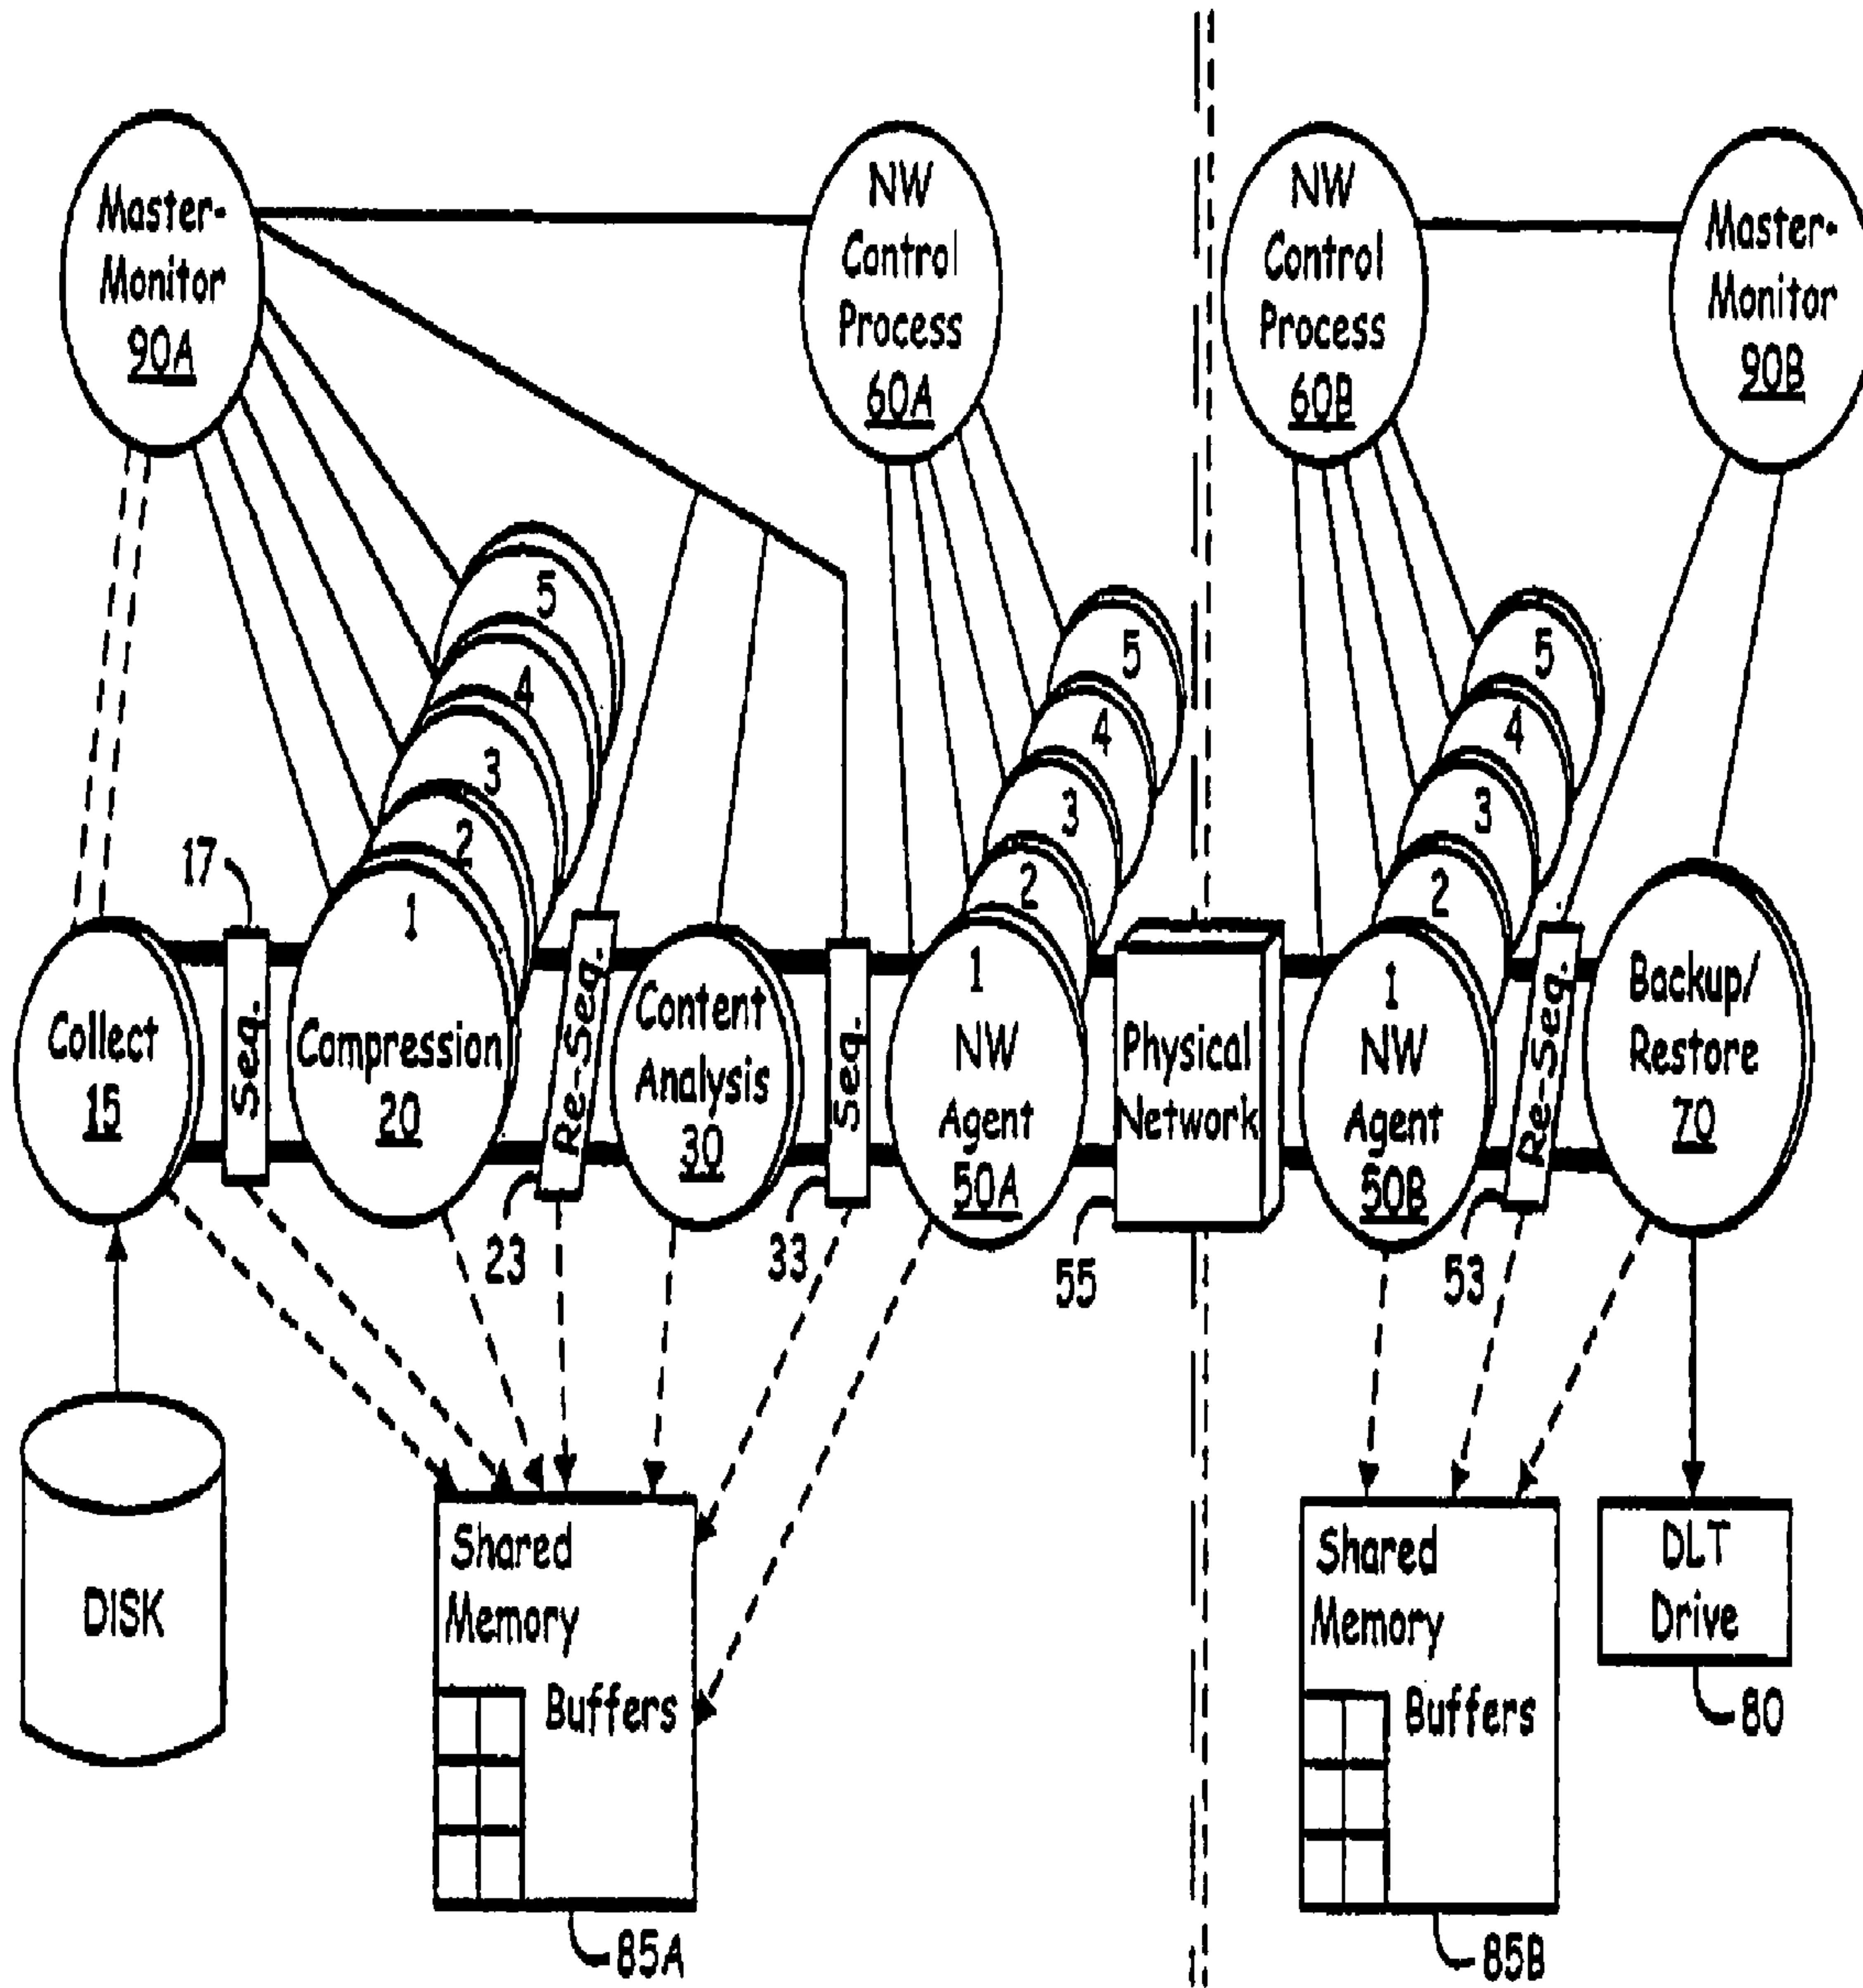 Master-
Monitor
90A
NW
Control
Process
60A
NW
Control
Process
60B
Master-
Monitor
90B
5
4
3
2
1
5
4
3
2
1
5
4
3
2
1
17
Collect
15
Seq.
Compression
20
Re-Seq.
Content
Analysis
30
Seq.
NW
Agent
50A
Physical
Network
NW
Agent
50B
Re-Seq.
Backup/
Restore
70
23
33
55
53
DISK
Shared
Memory
Buffers
85A
Shared
Memory
Buffers
85B
DLT
Drive
80